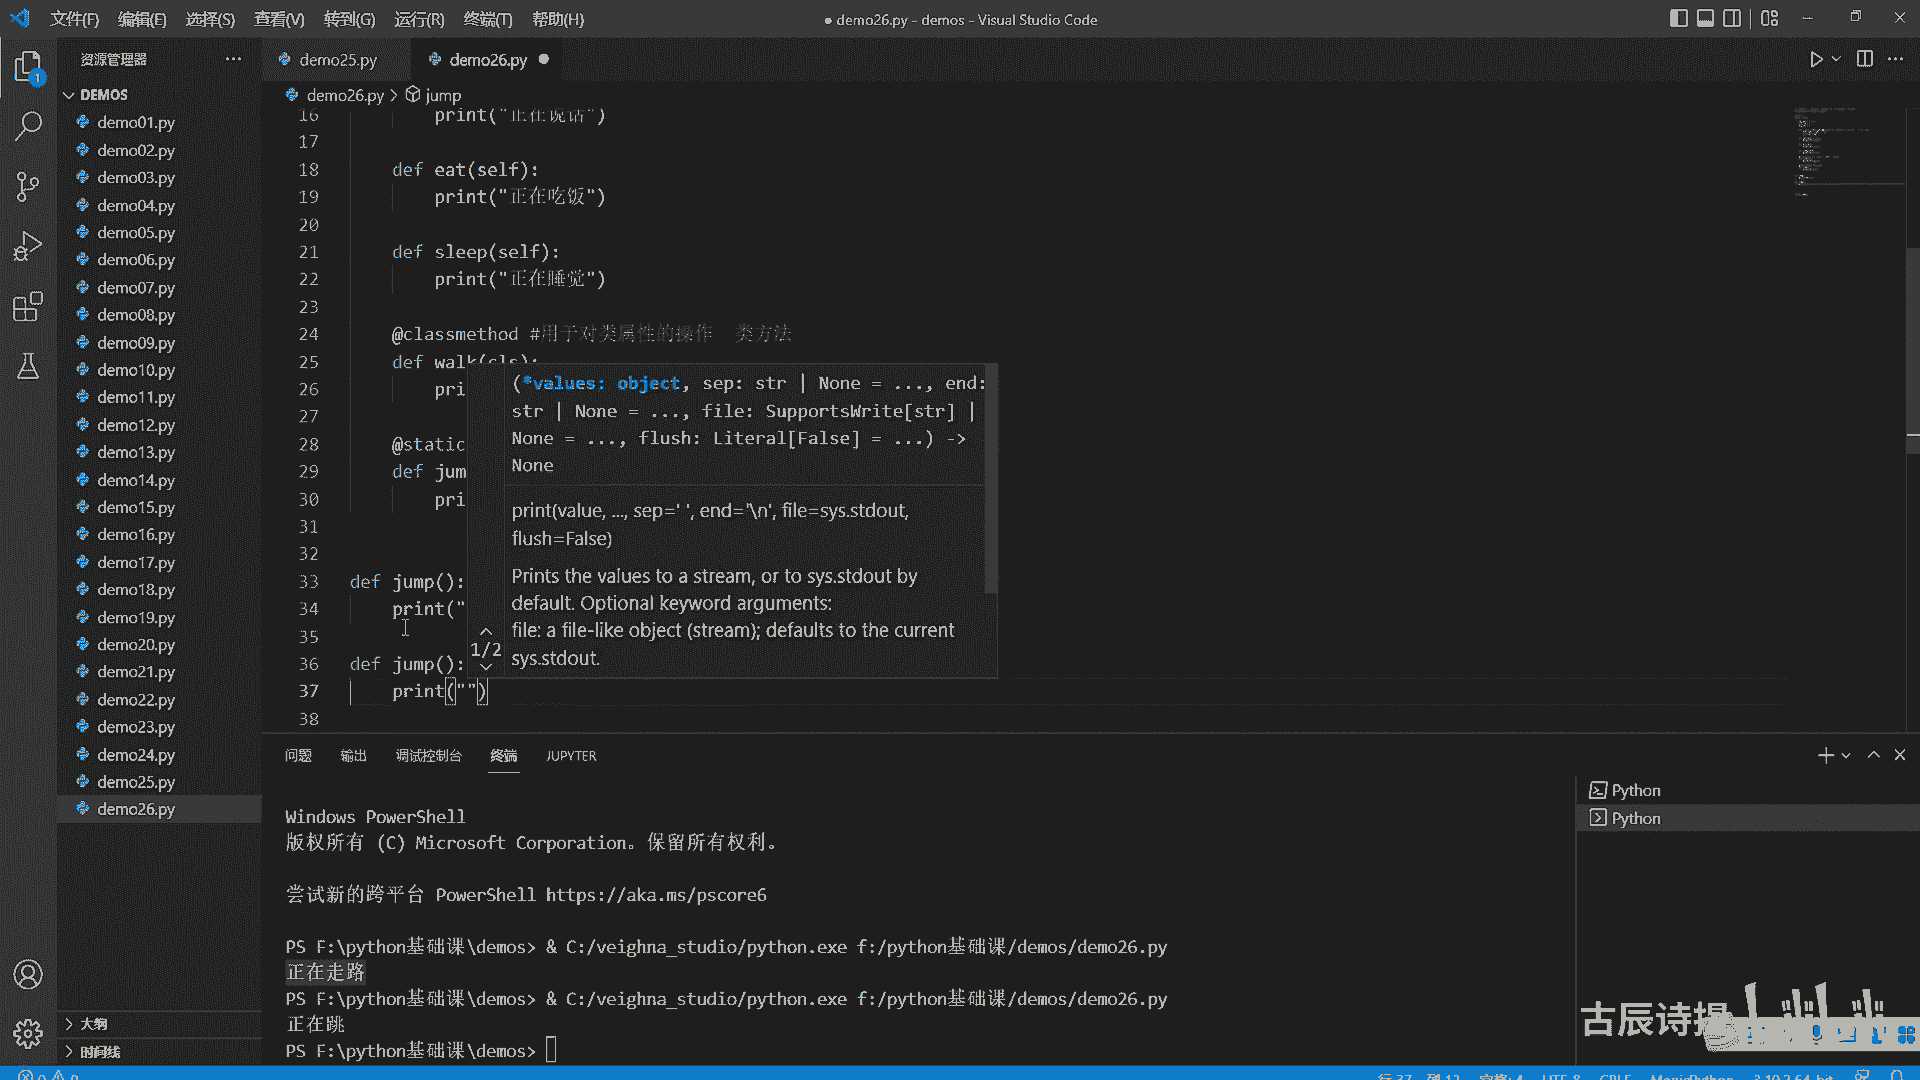 文件(F) 编辑(E) 选择(S) 查看(V) 转到(G) 运行(R) 终端(T) 帮助(H)
● demo26.py - demos - Visual Studio Code
资源管理器
demo25.py
demo26.py
DEMOS
demo26.py > jump
demo01.py
demo02.py
demo03.py
demo04.py
demo05.py
demo06.py
demo07.py
demo08.py
demo09.py
demo10.py
demo11.py
demo12.py
demo13.py
demo14.py
demo15.py
demo16.py
demo17.py
demo18.py
demo19.py
demo20.py
demo21.py
demo22.py
demo23.py
demo24.py
demo25.py
demo26.py
大纲
时间线
1
16 print("正在说话")
17
18 def eat(self):
19 print("正在吃饭")
20
21 def sleep(self):
22 print("正在睡觉")
23
24 @classmethod #用于对类属性的操作 类方法
25 def walk(cls):
26 pri
27
28 @static
29 def jum
30 pri
31
32
33 def jump():
34 print("
35
36 def jump():
37 print("")
38
(*values: object, sep: str | None = ..., end:
str | None = ..., file: SupportsWrite[str] |
None = ..., flush: Literal[False] = ...) ->
None
print(value, ..., sep=' ', end='\n', file=sys.stdout,
flush=False)
Prints the values to a stream, or to sys.stdout by
default. Optional keyword arguments:
file: a file-like object (stream); defaults to the current
sys.stdout.
1/2
问题 输出 调试控制台 终端 JUPYTER
Windows PowerShell
版权所有 (C) Microsoft Corporation。保留所有权利。
尝试新的跨平台 PowerShell https://aka.ms/pscore6
PS F:\python基础课\demos> & C:/veighna_studio/python.exe f:/python基础课/demos/demo26.py
正在走路
PS F:\python基础课\demos> & C:/veighna_studio/python.exe f:/python基础课/demos/demo26.py
正在跳
PS F:\python基础课\demos>
Python
Python
古辰诗提